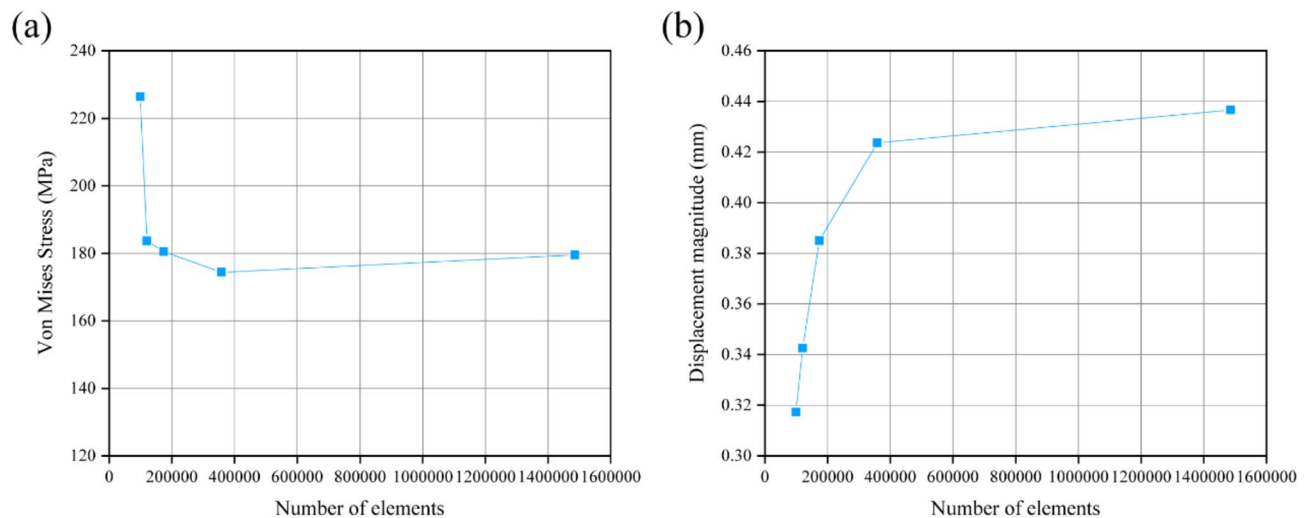 (a)
240
220
200
180
160
140
120
Von Mises Stress (MPa)
0 200000 400000 600000 800000 1000000 1200000 1400000 1600000
Number of elements
(b)
0.46
0.44
0.42
0.40
0.38
0.36
0.34
0.32
0.30
Displacement magnitude (mm)
0 200000 400000 600000 800000 1000000 1200000 1400000 1600000
Number of elements